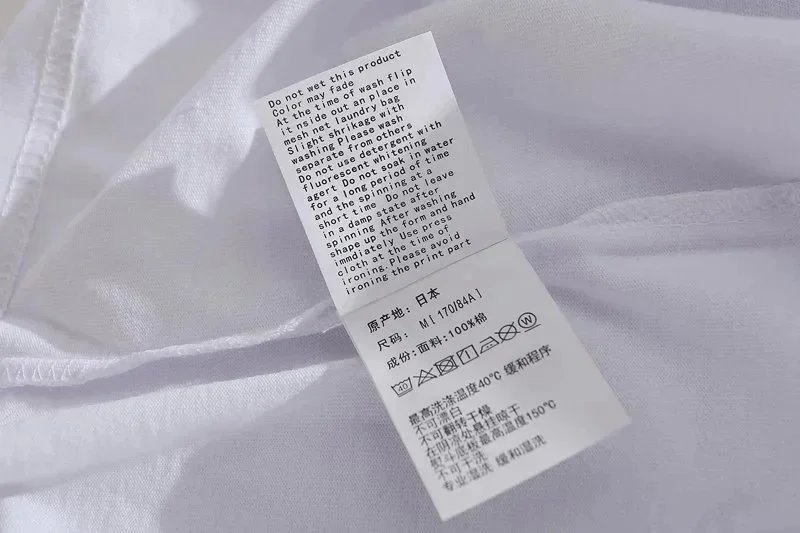 Do not wet this product
Color may fade
At the time of wash flip
it nside out an place in
mesh net laundry bag
Slight shrikage with
washing Please wash
separate from others
Do not use detergent with
fluorescent whitening
agert Do not soak in water
for a long period of time
and the spinning at a
short time Do not leave
in a damp state after
spinning After washing
shape up the form and hand
immdiately Use press
cloth at the time of
ironing. Please avoid
ironing the print part
原产地: 日本
尺码: M[170/84A]
成份: 面料: 100%棉
40 W
最高洗涤温度40℃ 缓和程序
不可漂白
不可翻转干燥
在阴凉处悬挂晾干
熨斗底板最高温度150℃
不可干洗
专业湿洗 缓和湿洗